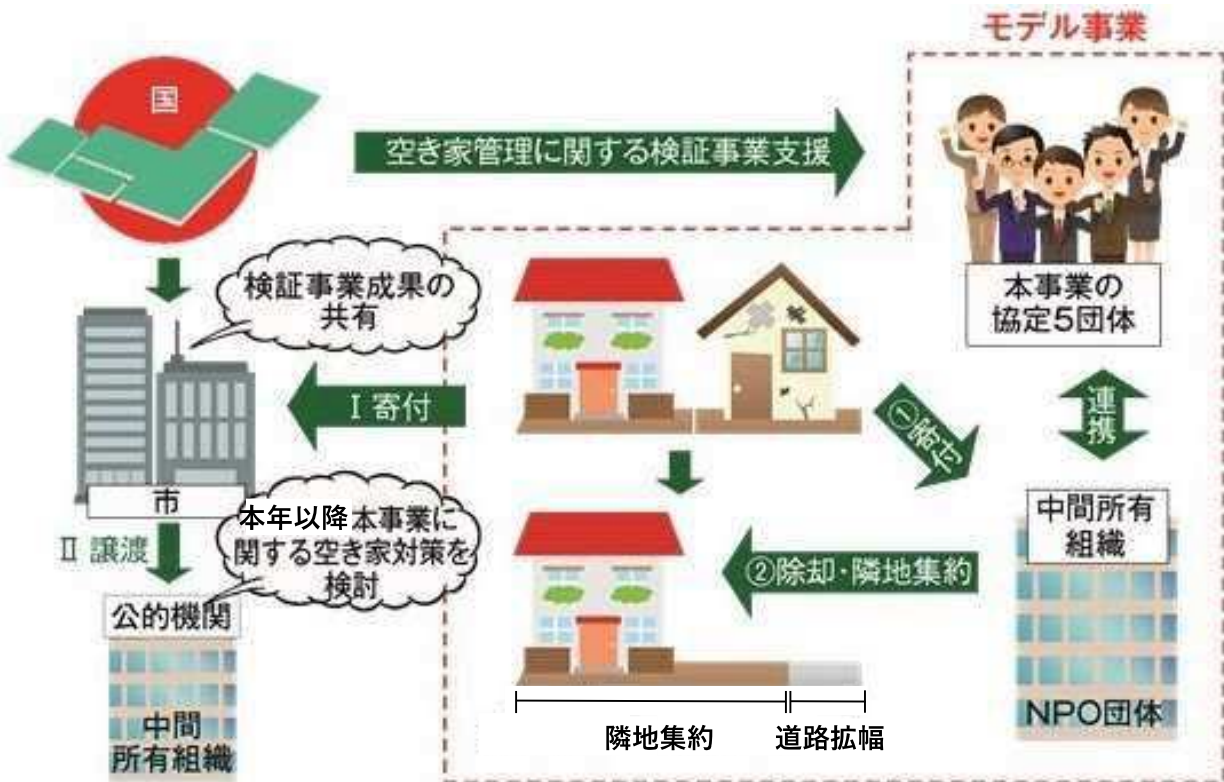 モデル事業
国
空き家管理に関する検証事業支援
本事業の
協定5団体
検証事業成果の
共有
Ⅰ 寄付
①寄付
連携
市
本年以降 本事業に
関する空き家対策を
検討
Ⅱ 譲渡
中間所有
組織
②除却・隣地集約
公的機関
中間
所有組織
NPO団体
隣地集約
道路拡幅